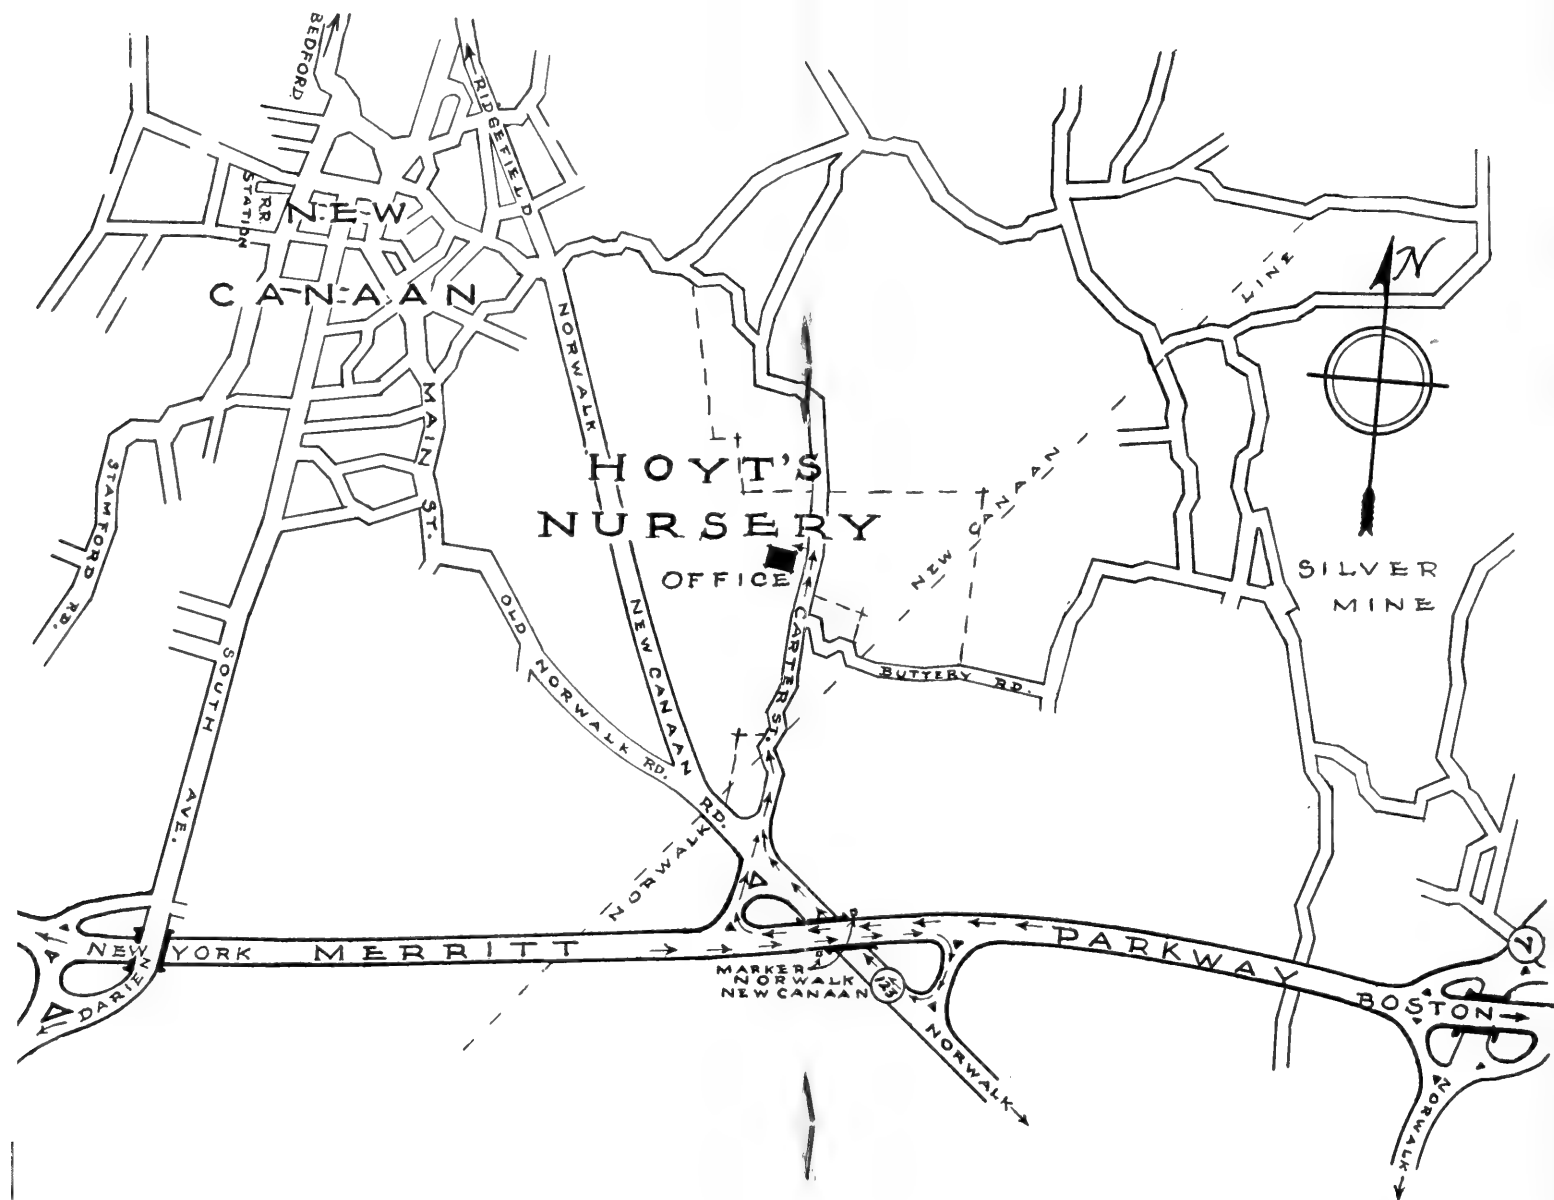 BEDFORD
RIDGEFIELD
R.R.
STATION
NEW
CANAAN
N
LINE
NORWALK
MAIN ST.
STAMFORD RD.
HOYT'S
NURSERY
OFFICE
NEW CANAAN
SILVER
MINE
OLD NORWALK RD.
NEW CANAAN
RD.
CARTER ST.
BUTTERY RD.
SOUTH AVE.
NORWALK
NEW YORK
MERRITT
PARKWAY
DARIEN
MARKER
NORWALK
NEW CANAAN
123
7
BOSTON
NORWALK
NORWALK